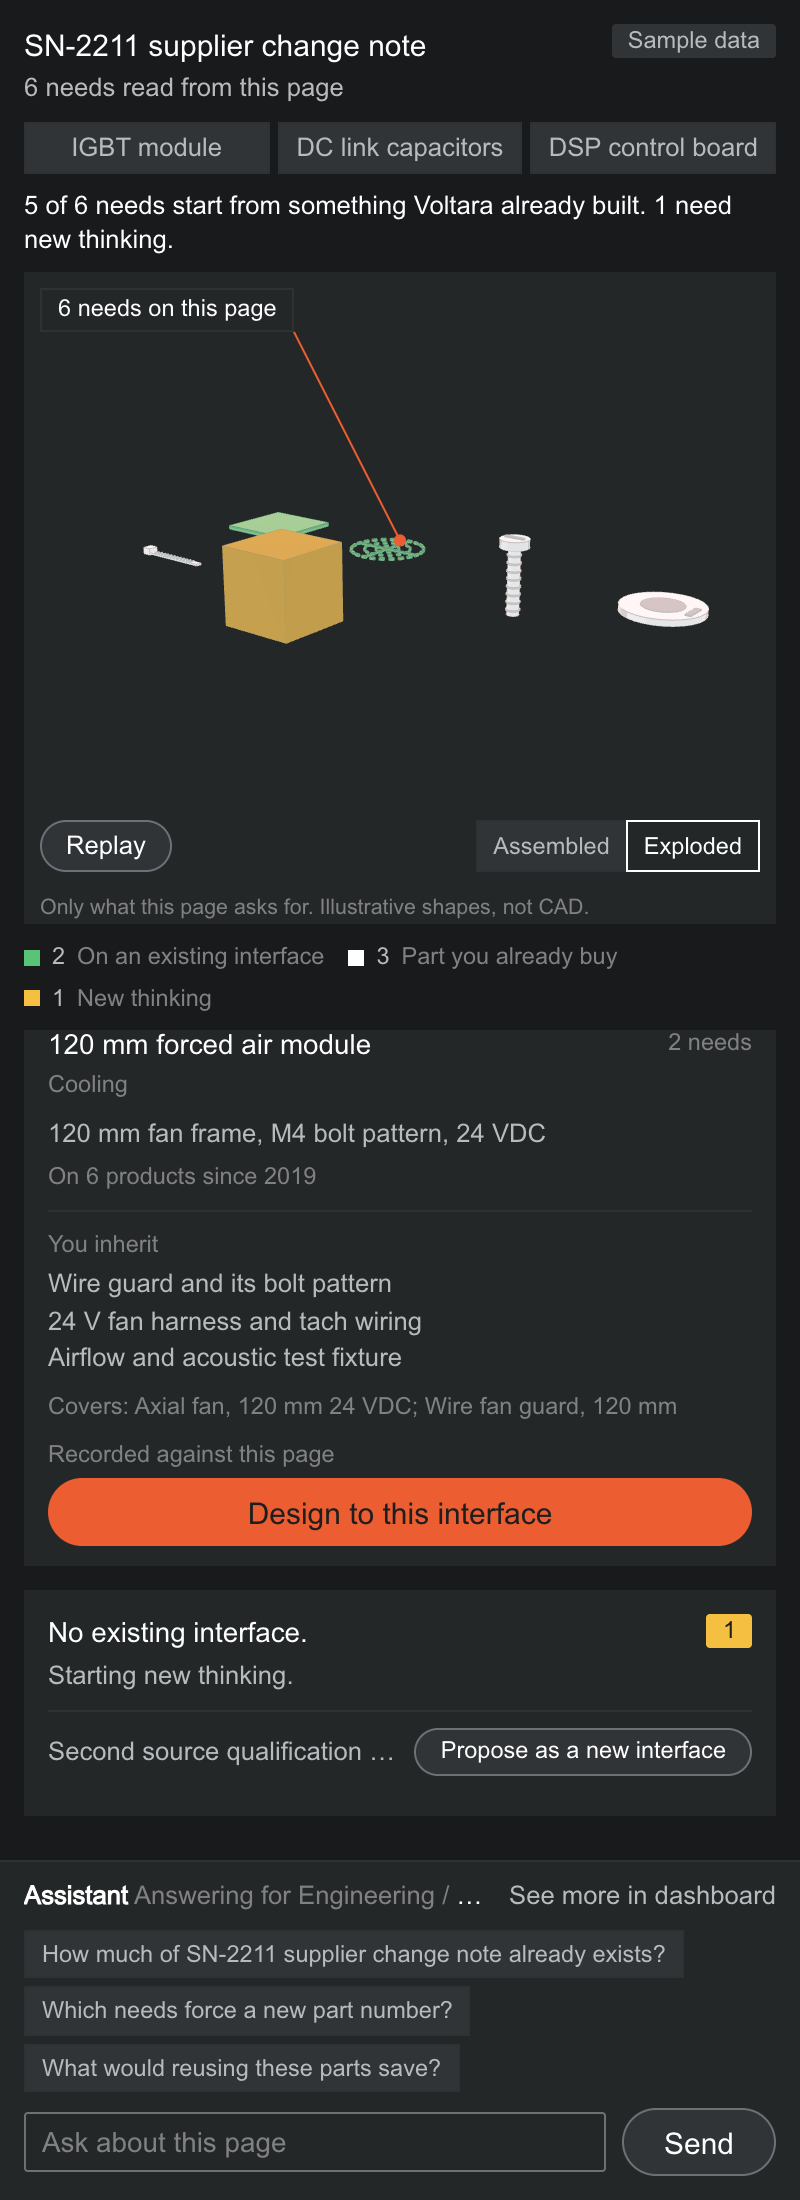 SN-2211 supplier change note
Sample data
6 needs read from this page
IGBT module
DC link capacitors
DSP control board
5 of 6 needs start from something Voltara already built. 1 need
new thinking.
6 needs on this page
Replay
Assembled
Exploded
Only what this page asks for. Illustrative shapes, not CAD.
2 On an existing interface
3 Part you already buy
1 New thinking
120 mm forced air module
2 needs
Cooling
120 mm fan frame, M4 bolt pattern, 24 VDC
On 6 products since 2019
You inherit
Wire guard and its bolt pattern
24 V fan harness and tach wiring
Airflow and acoustic test fixture
Covers: Axial fan, 120 mm 24 VDC; Wire fan guard, 120 mm
Recorded against this page
Design to this interface
No existing interface.
1
Starting new thinking.
Second source qualification …
Propose as a new interface
Assistant Answering for Engineering / …
See more in dashboard
How much of SN-2211 supplier change note already exists?
Which needs force a new part number?
What would reusing these parts save?
Ask about this page
Send